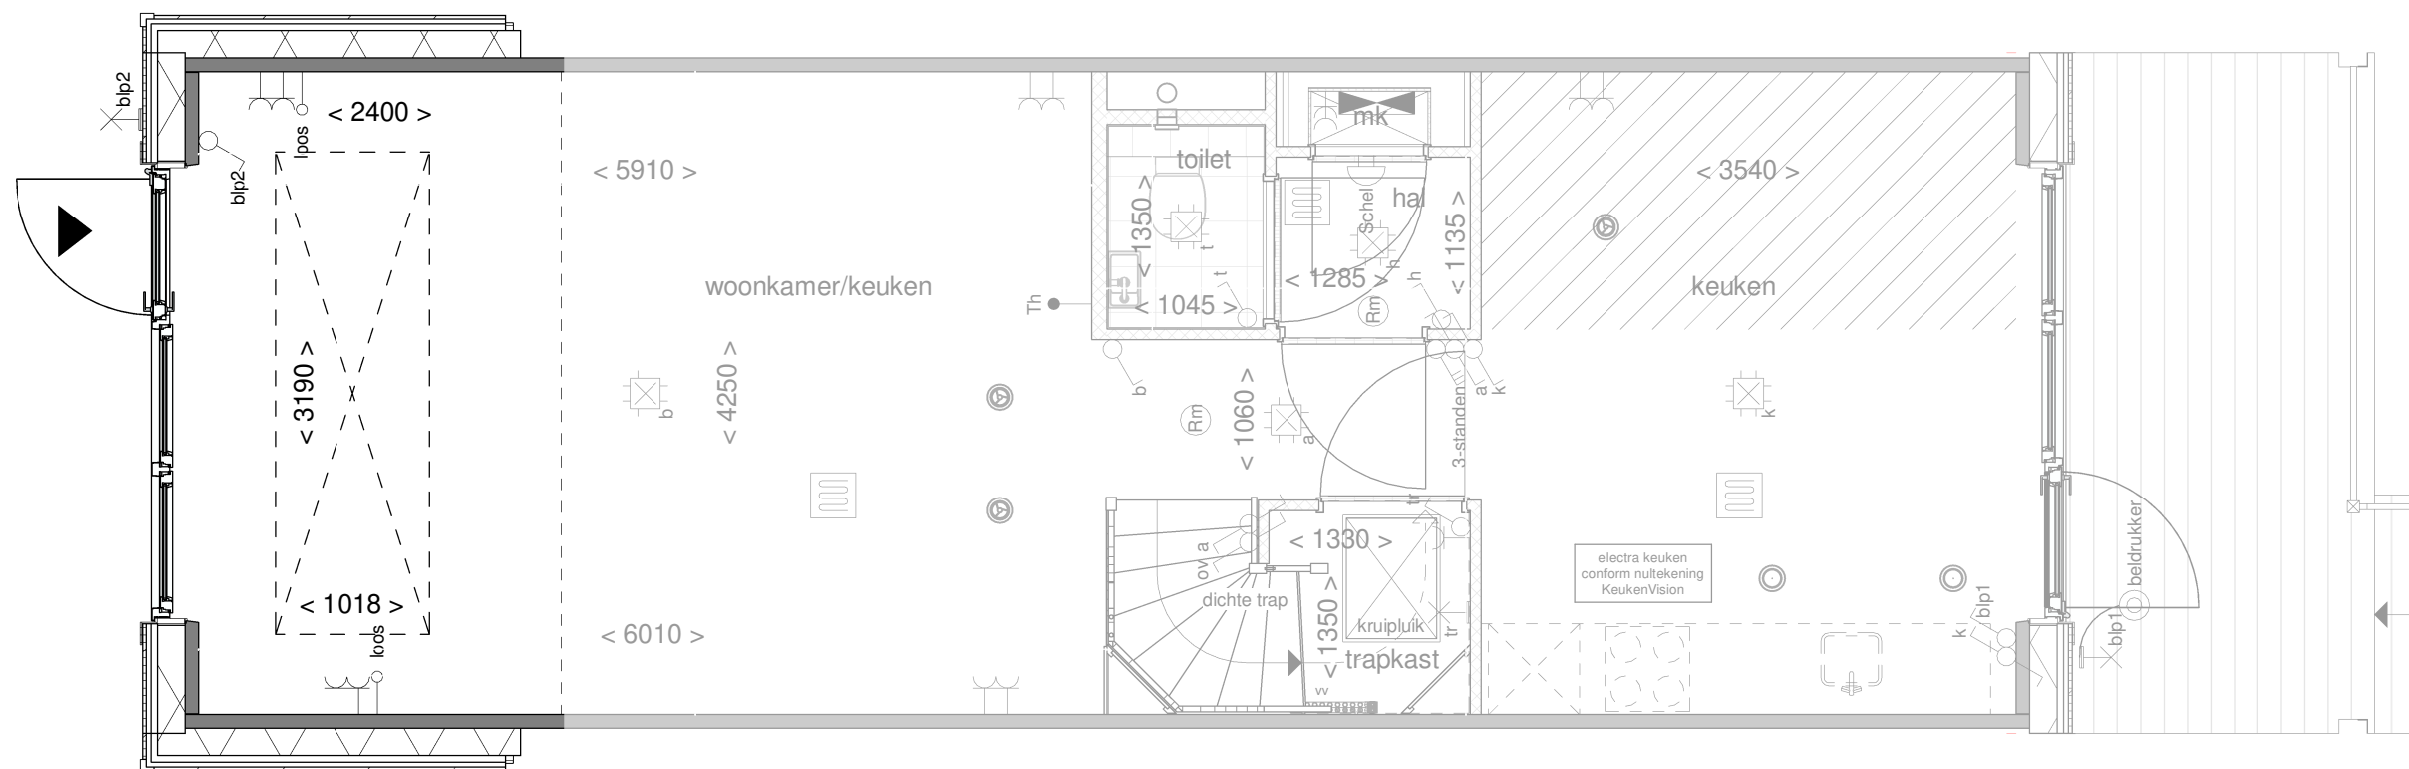 blp2
blp2
lpos
< 2400 >
< 3190 >
< 1018 >
loos
< 5910 >
woonkamer/keuken
b
< 4250 >
< 6010 >
Th
toilet
< 1350 >
t
t
< 1045 >
b
mk
Schel
hal
h
h
< 1285 >
< 1135 >
Rm
Rm
< 1060 >
a
3-standen
a
k
tr
< 1330 >
ov a
dichte trap
< 1350 >
kruipluik
tr
trapkast
vv
< 3540 >
keuken
k
electra keuken
conform nultekening
KeukenVision
k
blp1
beldrukker
blp1